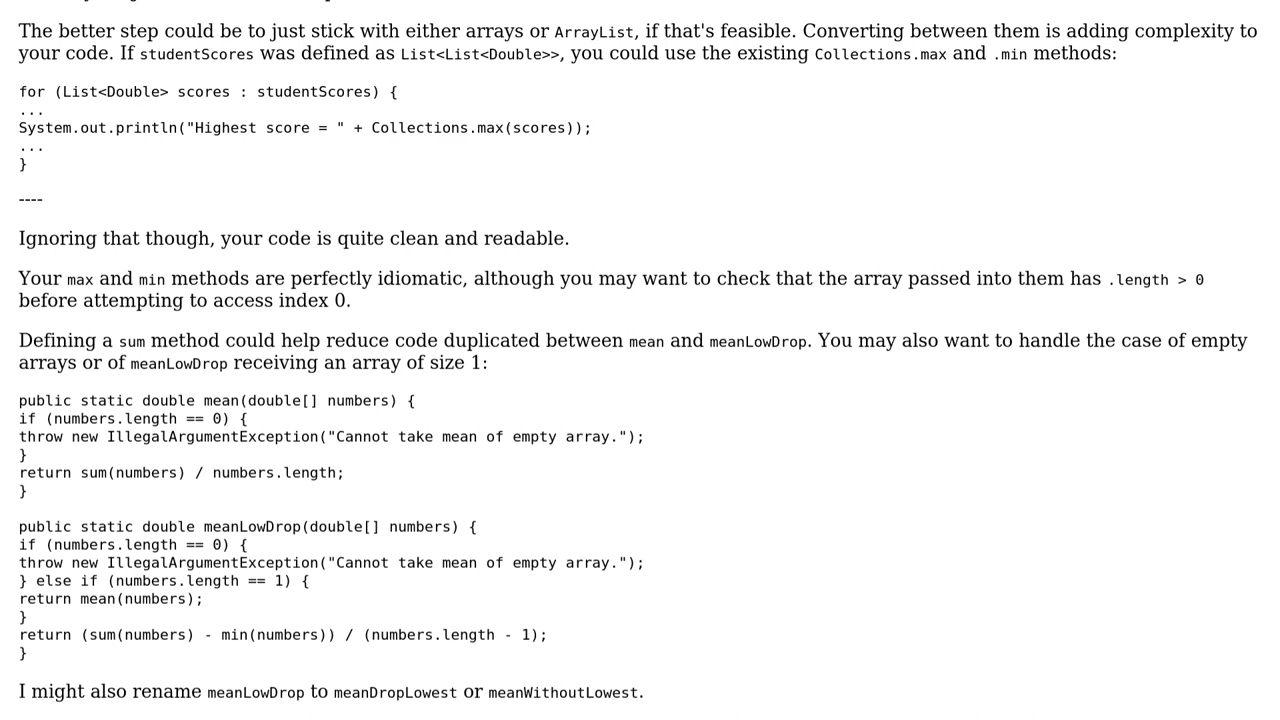 The better step could be to just stick with either arrays or ArrayList, if that's feasible. Converting between them is adding complexity to
your code. If studentScores was defined as List<List<Double>>, you could use the existing Collections.max and .min methods:
for (List<Double> scores : studentScores) {
...
System.out.println("Highest score = " + Collections.max(scores));
...
}
----
Ignoring that though, your code is quite clean and readable.
Your max and min methods are perfectly idiomatic, although you may want to check that the array passed into them has .length > 0
before attempting to access index 0.
Defining a sum method could help reduce code duplicated between mean and meanLowDrop. You may also want to handle the case of empty
arrays or of meanLowDrop receiving an array of size 1:
public static double mean(double[] numbers) {
if (numbers.length == 0) {
throw new IllegalArgumentException("Cannot take mean of empty array.");
}
return sum(numbers) / numbers.length;
}
public static double meanLowDrop(double[] numbers) {
if (numbers.length == 0) {
throw new IllegalArgumentException("Cannot take mean of empty array.");
} else if (numbers.length == 1) {
return mean(numbers);
}
return (sum(numbers) - min(numbers)) / (numbers.length - 1);
}
I might also rename meanLowDrop to meanDropLowest or meanWithoutLowest.